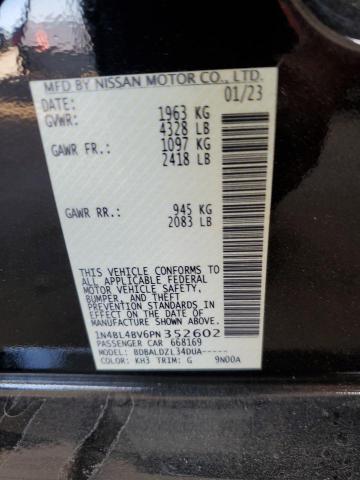 MFD BY NISSAN MOTOR CO., LTD.
DATE: 01/23
GVWR: 1963 KG
4328 LB
GAWR FR.: 1097 KG
2418 LB
GAWR RR.: 945 KG
2083 LB
THIS VEHICLE CONFORMS TO
ALL APPLICABLE FEDERAL
MOTOR VEHICLE SAFETY,
BUMPER, AND THEFT
PREVENTION STANDARDS IN
EFFECT ON THE DATE OF
MANUFACTURE SHOWN ABOVE.
1N4BL4BV6PN352602
PASSENGER CAR 668169
MODEL: BDBALDZL34DUA-----
COLOR: KH3 TRIM: G 9N00A